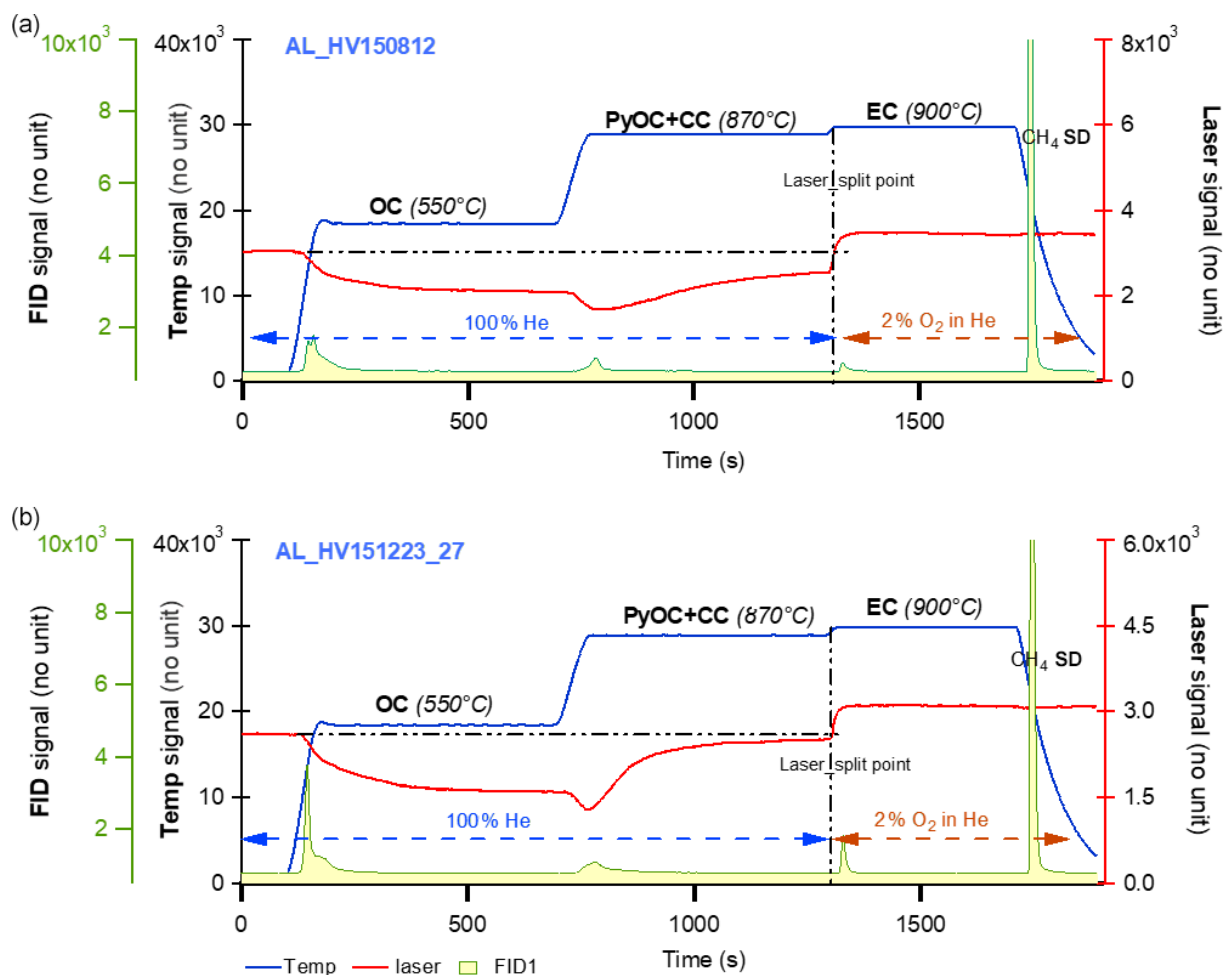 (a)
10x10³
40x10³
8x10³
AL_HV150812
8
6
4
2
FID signal (no unit)
30
20
10
0
Temp signal (no unit)
PyOC+CC (870°C)
EC (900°C)
CH₄ SD
Laser_split point
OC (550°C)
100% He
2% O₂ in He
6
4
2
0
Laser signal (no unit)
0
500
1000
1500
Time (s)
(b)
10x10³
40x10³
6.0x10³
AL_HV151223_27
8
6
4
2
FID signal (no unit)
30
20
10
0
Temp signal (no unit)
PyOC+CC (870°C)
EC (900°C)
CH₄ SD
OC (550°C)
Laser_split point
100% He
2% O₂ in He
4.5
3.0
1.5
0.0
Laser signal (no unit)
0
500
1000
1500
Time (s)
Temp
laser
FID1